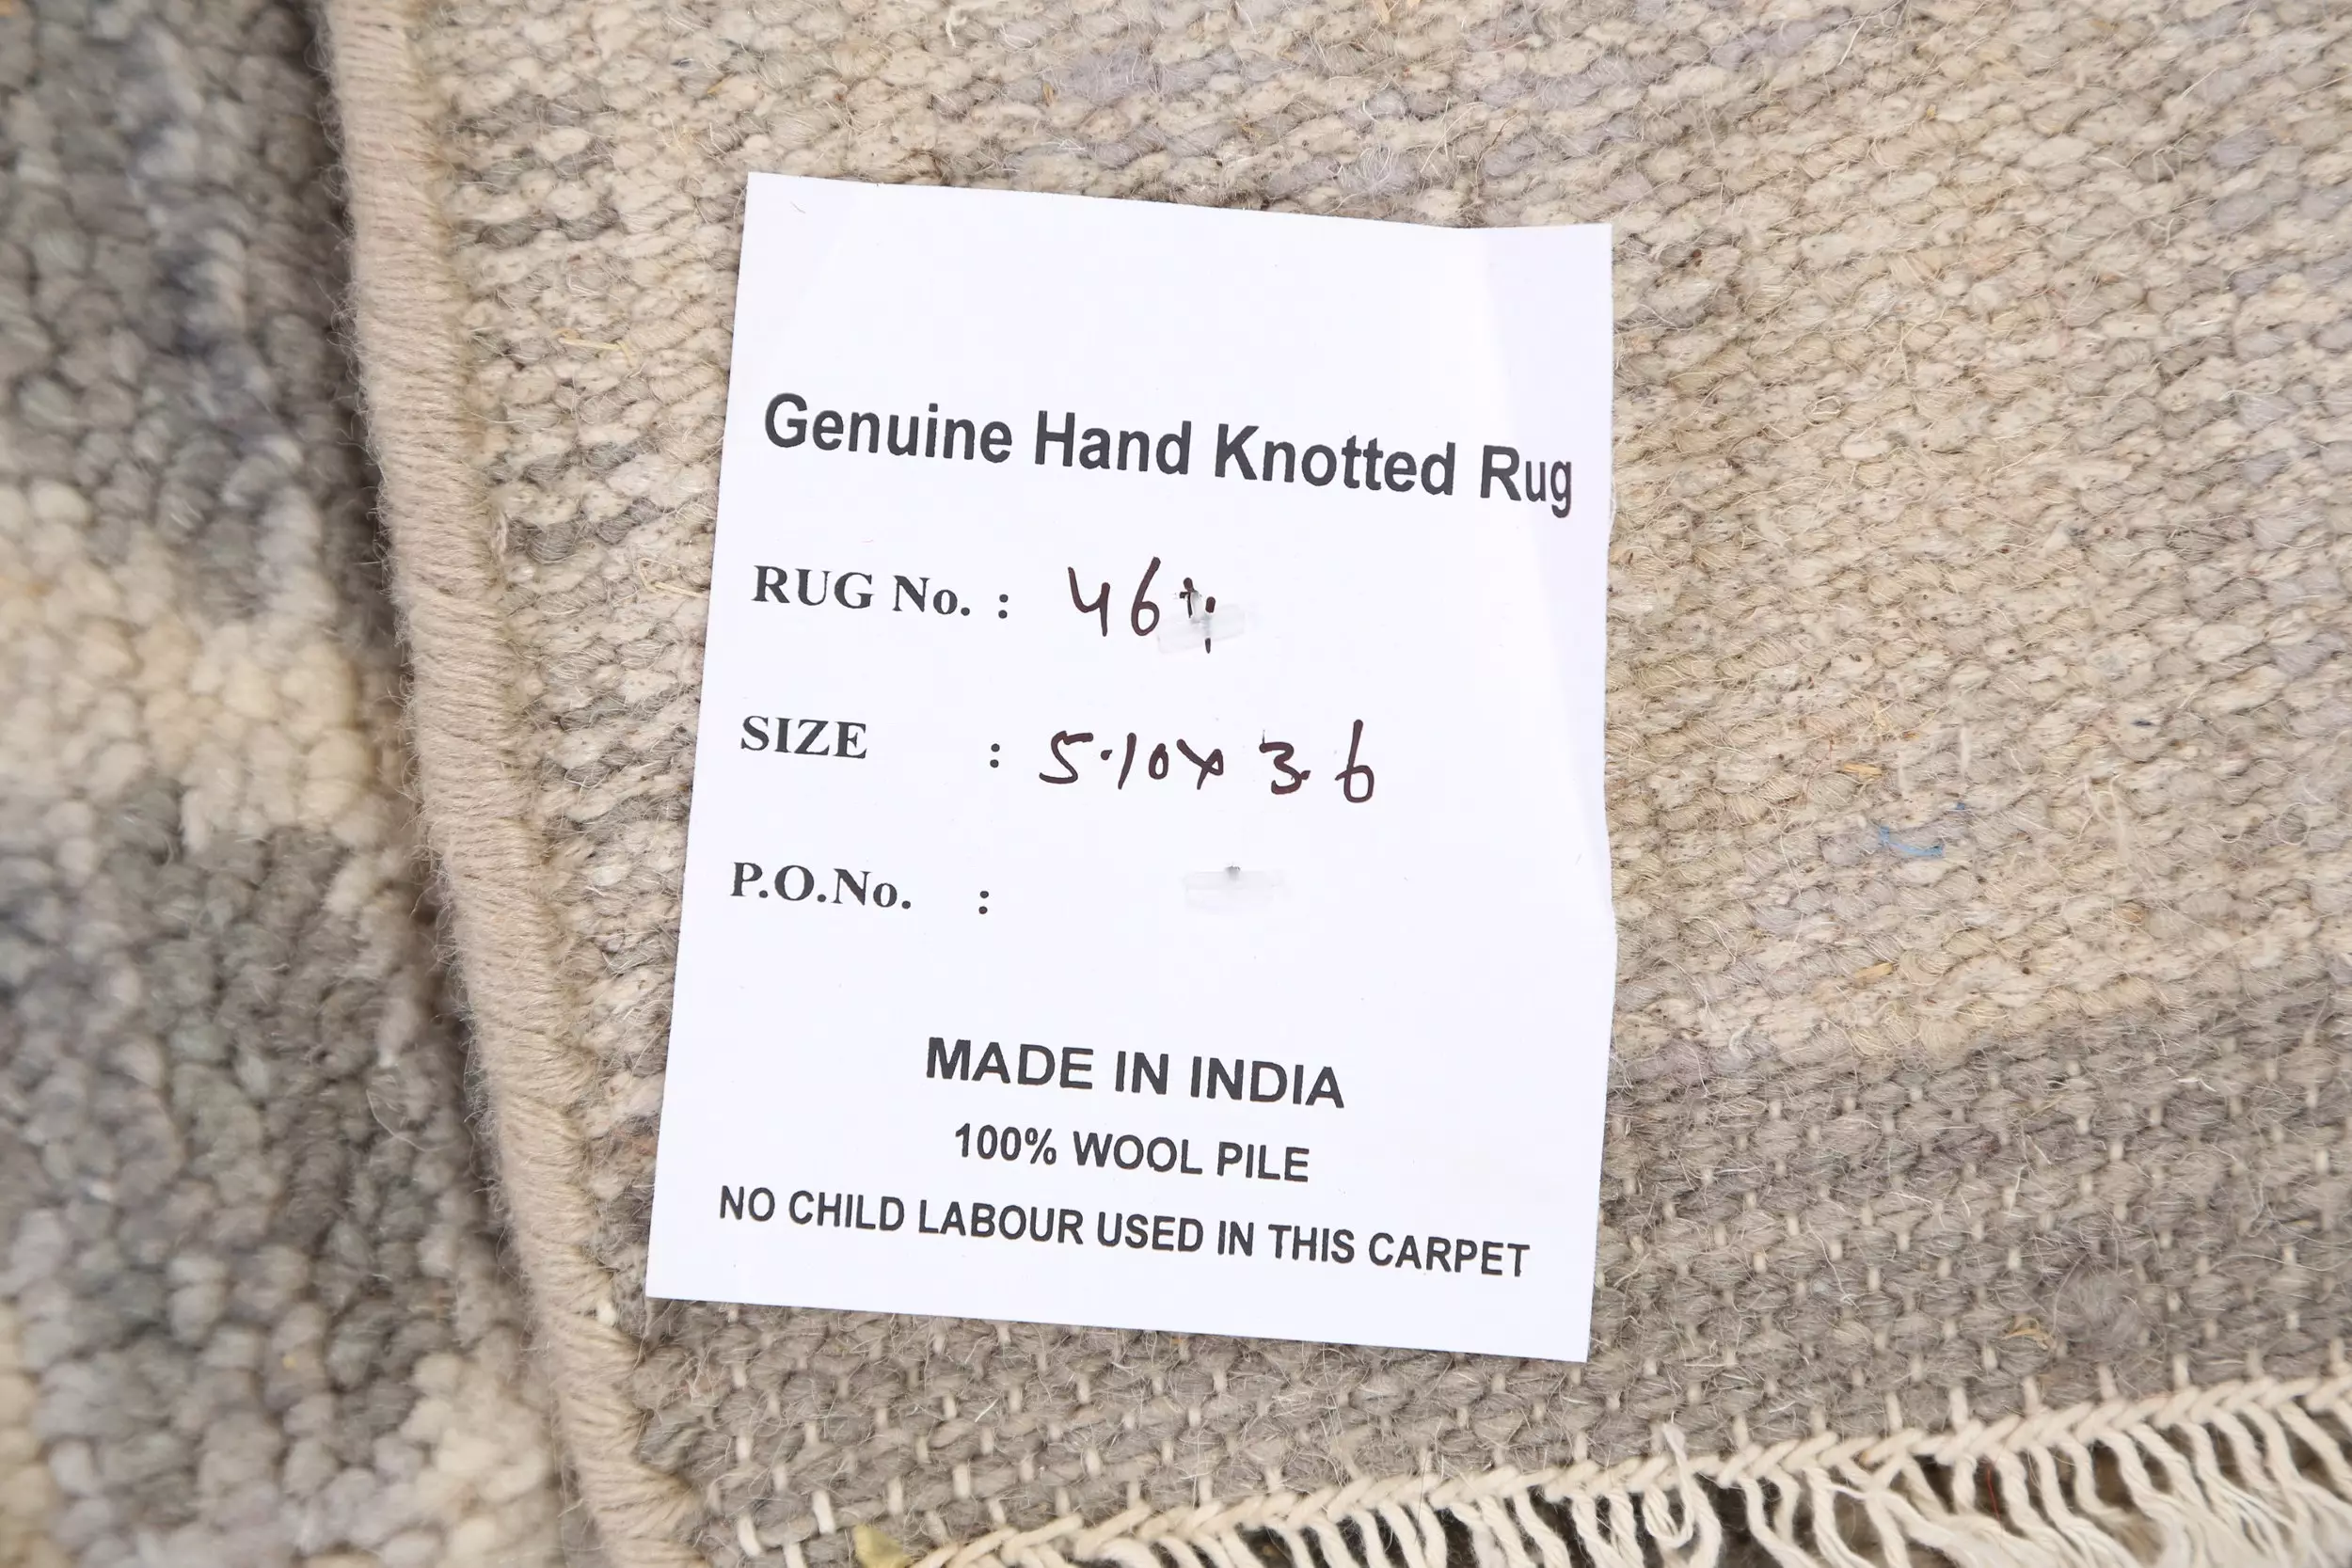 Genuine Hand Knotted Rug
RUG No. :
SIZE : 5.10x 3.6
P.O.No. :
MADE IN INDIA
100% WOOL PILE
NO CHILD LABOUR USED IN THIS CARPET